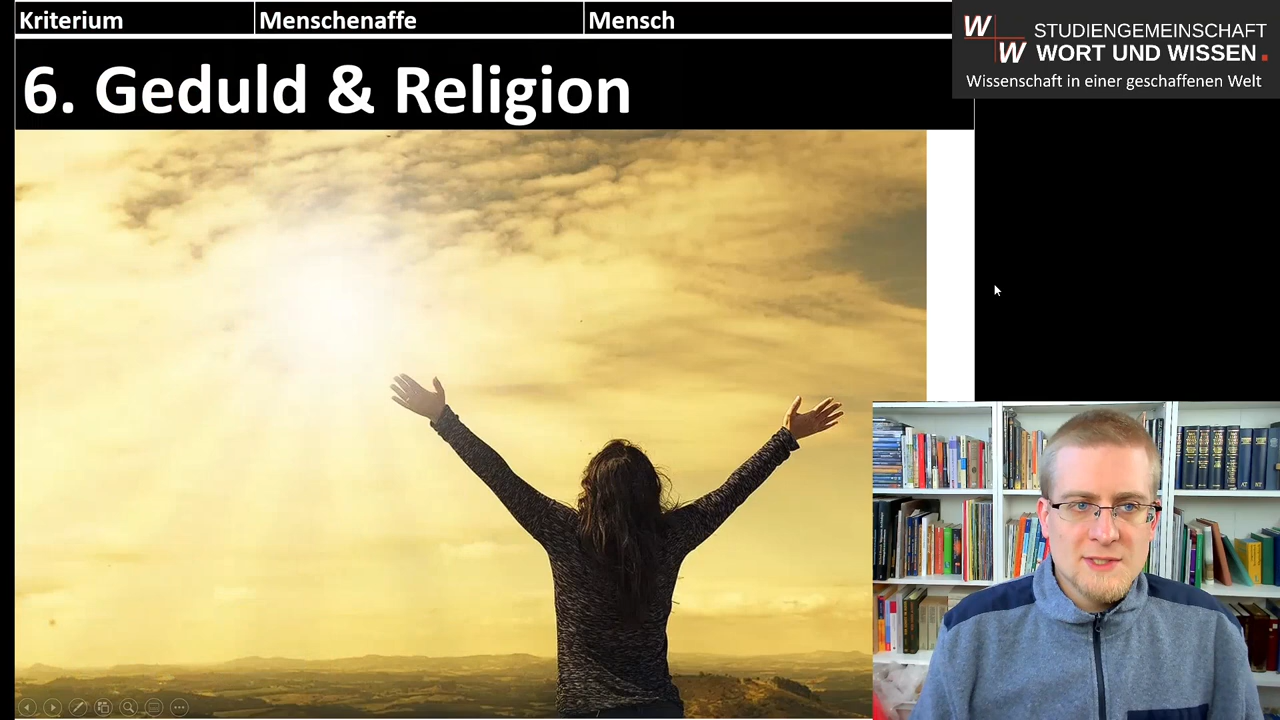 Kriterium
Menschenaffe
Mensch
6. Geduld & Religion
W
W
STUDIENGEMEINSCHAFT
WORT UND WISSEN.
Wissenschaft in einer geschaffenen Welt